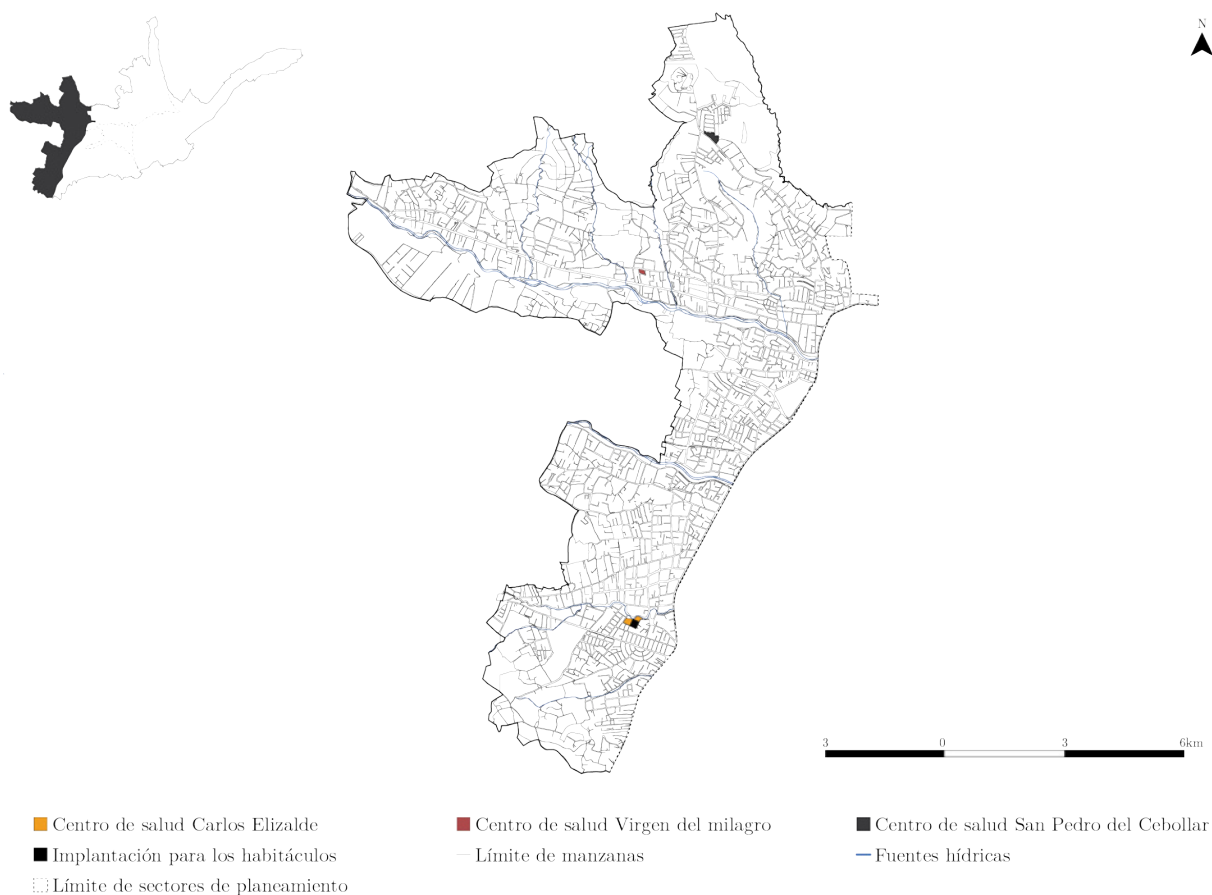 N
3 0 3 6km
Centro de salud Carlos Elizalde
Centro de salud Virgen del milagro
Centro de salud San Pedro del Cebollar
Implantación para los habitáculos
Límite de manzanas
Fuentes hídricas
Límite de sectores de planeamiento